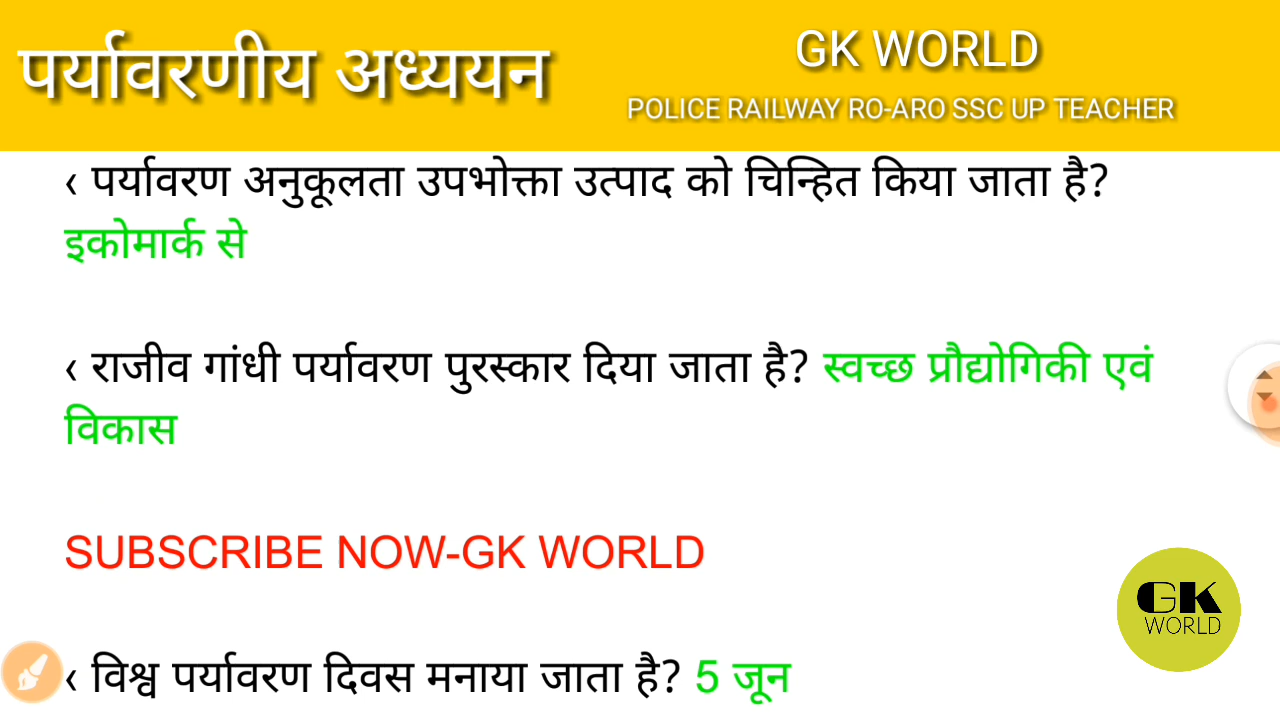 पर्यावरणीय अध्ययन
GK WORLD
POLICE RAILWAY RO-ARO SSC UP TEACHER
‹ पर्यावरण अनुकूलता उपभोक्ता उत्पाद को चिन्हित किया जाता है?
इकोमार्क से
‹ राजीव गांधी पर्यावरण पुरस्कार दिया जाता है? स्वच्छ प्रौद्योगिकी एवं
विकास
SUBSCRIBE NOW-GK WORLD
GK
WORLD
‹ विश्व पर्यावरण दिवस मनाया जाता है? 5 जून